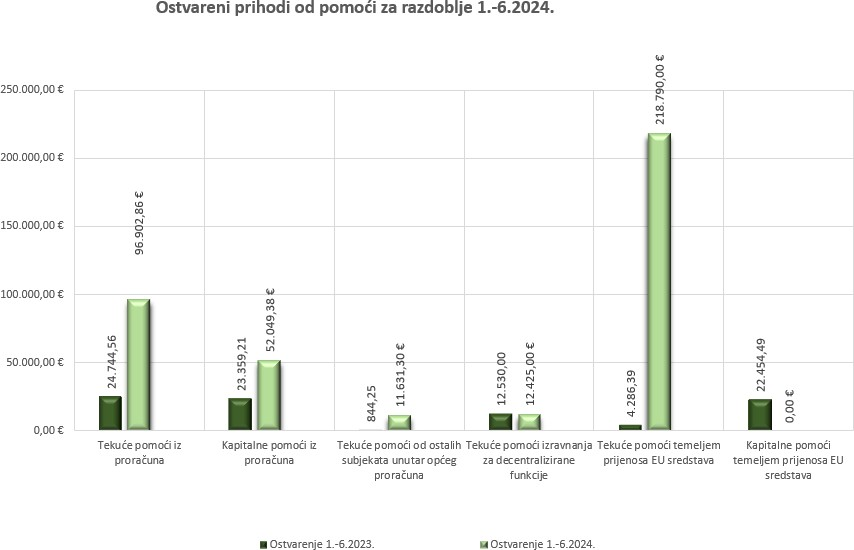 Ostvareni prihodi od pomoći za razdoblje 1.-6.2024.
250.000,00 €
200.000,00 €
150.000,00 €
100.000,00 €
50.000,00 €
0,00 €
24.744,56
96.902,86 €
23.359,21
52.049,38 €
844,25
11.631,30 €
12.530,00
12.425,00 €
4.286,39
218.790,00 €
22.454,49
0,00 €
Tekuće pomoći iz
proračuna
Kapitalne pomoći iz
proračuna
Tekuće pomoći od ostalih
subjekata unutar općeg
proračuna
Tekuće pomoći izravnanja
za decentralizirane
funkcije
Tekuće pomoći temeljem
prijenosa EU sredstava
Kapitalne pomoći
temeljem prijenosa EU
sredstava
Ostvarenje 1.-6.2023.
Ostvarenje 1.-6.2024.